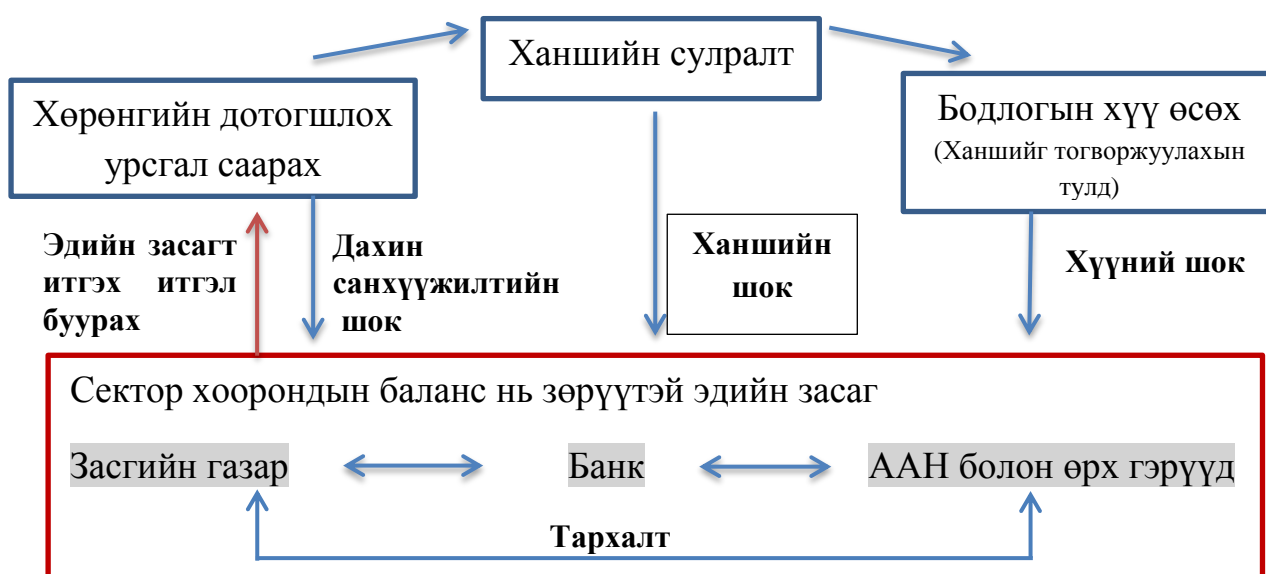 Ханшийн сулралт
Хөрөнгийн дотогшлох
урсгал саарах
Бодлогын хүү өсөх
(Ханшийг тогворжуулахын
тулд)
Эдийн засагт
итгэх итгэл
буурах
Дахин
санхүүжилтийн
шок
Ханшийн
шок
Хүүний шок
Сектор хоорондын баланс нь зөрүүтэй эдийн засаг
Засгийн газар
Банк
ААН болон өрх гэрүүд
Тархалт